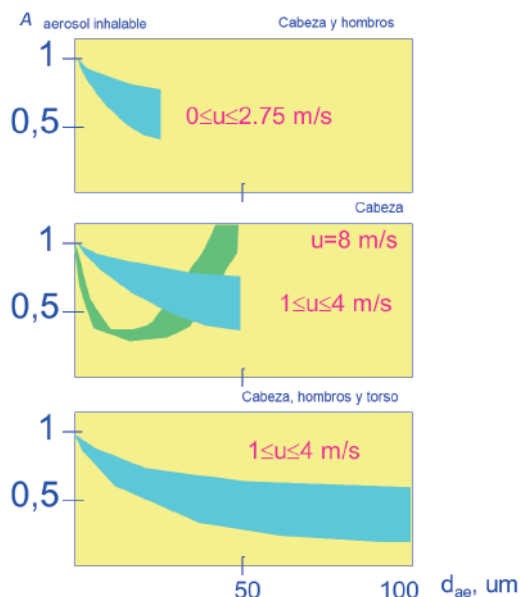 A aerosol inhalable
Cabeza y hombros
1
0,5
0≤u≤2.75 m/s
Cabeza
1
u=8 m/s
0,5
1≤u≤4 m/s
Cabeza, hombros y torso
1
1≤u≤4 m/s
0,5
50 100 dae, um